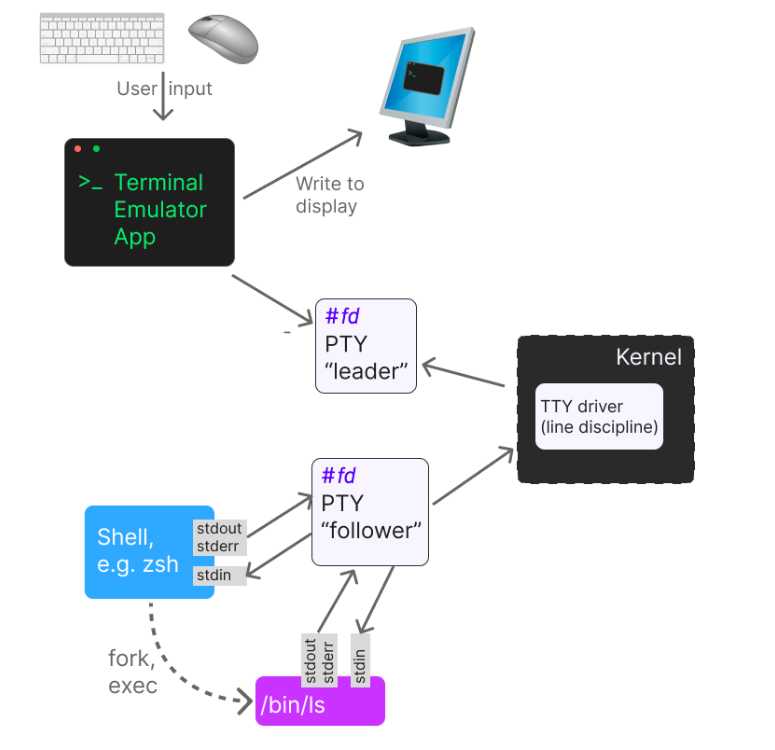 User input
>_ Terminal
Emulator
App
Write to
display
#fd
PTY
“leader”
-
Kernel
TTY driver
(line discipline)
#fd
PTY
“follower”
Shell,
e.g. zsh
stdout
stderr
stdin
fork,
exec
stdout
stderr
stdin
/bin/ls